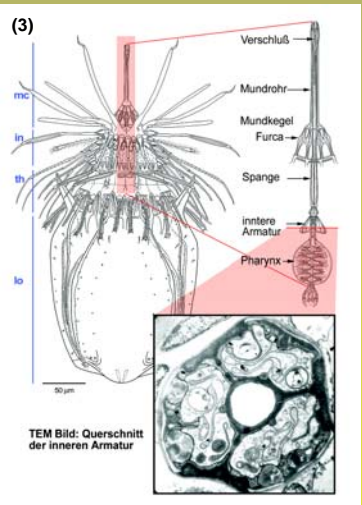 (3)
Verschluß
mc
Mundrohr
Mundkegel
Furca
in
th
Spange
inntere
Armatur
Pharynx
lo
50 µm
TEM Bild: Querschnitt
der inneren Armatur